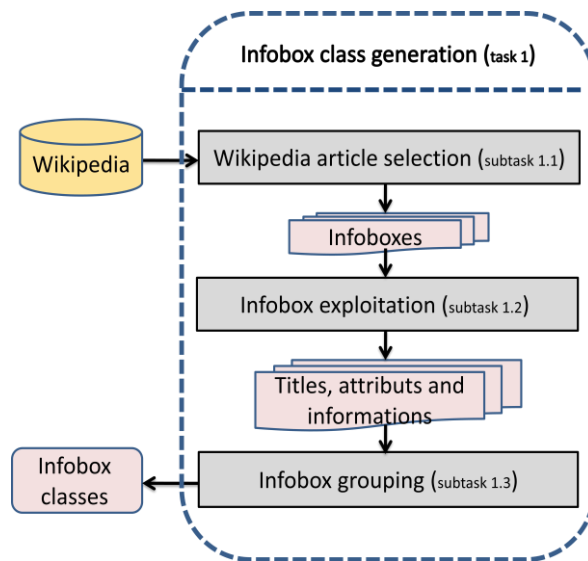 Infobox class generation (task 1)
Wikipedia
Wikipedia article selection (subtask 1.1)
Infoboxes
Infobox exploitation (subtask 1.2)
Titles, attributs and
informations
Infobox grouping (subtask 1.3)
Infobox
classes